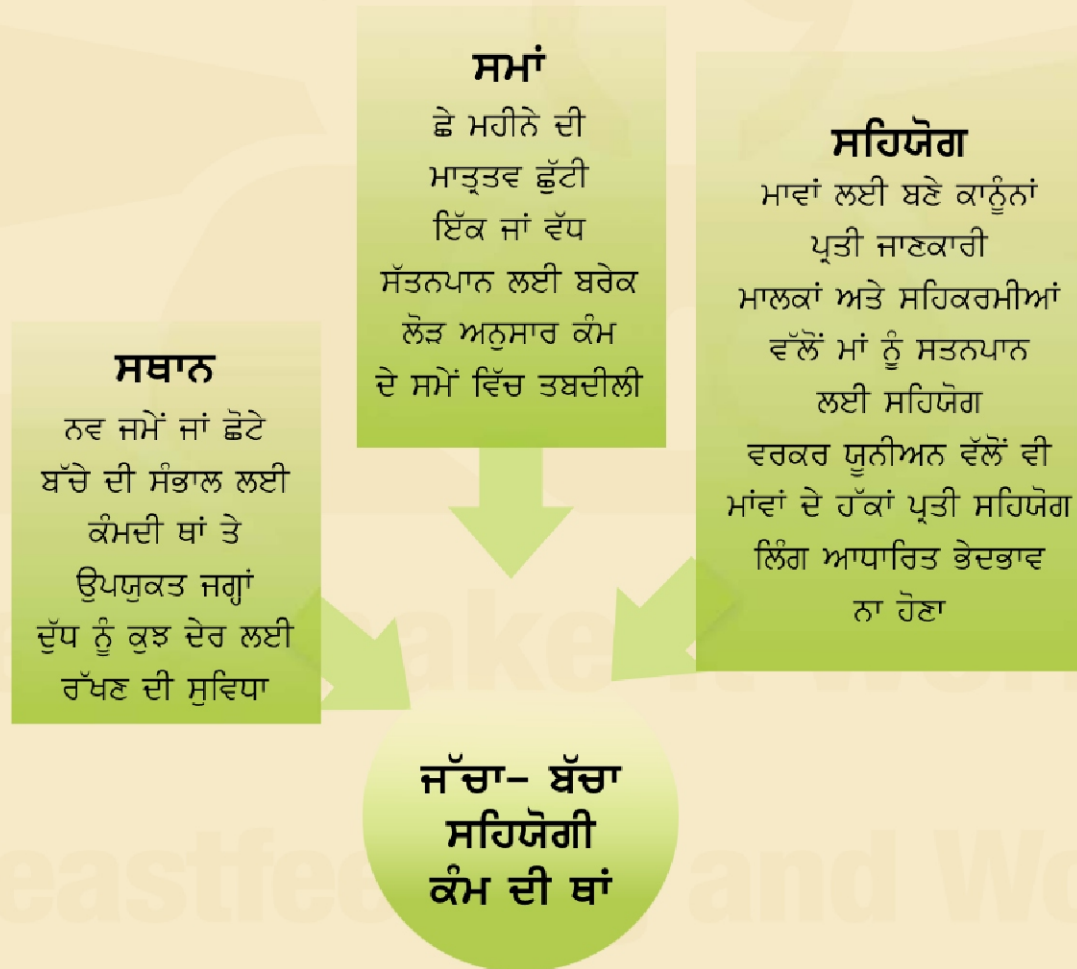 ਸਮਾਂ
ਛੇ ਮਹੀਨੇ ਦੀ
ਮਾਤ੍ਰਤਵ ਛੁੱਟੀ
ਇੱਕ ਜਾਂ ਵੱਧ
ਸੱਤਨਪਾਨ ਲਈ ਬਰੇਕ
ਲੋੜ ਅਨੁਸਾਰ ਕੰਮ
ਦੇ ਸਮੇਂ ਵਿੱਚ ਤਬਦੀਲੀ
ਸਹਿਯੋਗ
ਮਾਵਾਂ ਲਈ ਬਣੇ ਕਾਨੂੰਨਾਂ
ਪ੍ਰਤੀ ਜਾਣਕਾਰੀ
ਮਾਲਕਾਂ ਅਤੇ ਸਹਿਕਰਮੀਆਂ
ਵੱਲੋਂ ਮਾਂ ਨੂੰ ਸਤਨਪਾਨ
ਲਈ ਸਹਿਯੋਗ
ਵਰਕਰ ਯੂਨੀਅਨ ਵੱਲੋਂ ਵੀ
ਮਾਂਵਾਂ ਦੇ ਹੱਕਾਂ ਪ੍ਰਤੀ ਸਹਿਯੋਗ
ਲਿੰਗ ਆਧਾਰਿਤ ਭੇਦਭਾਵ
ਨਾ ਹੋਣਾ
ਸਥਾਨ
ਨਵ ਜਮੇਂ ਜਾਂ ਛੋਟੇ
ਬੱਚੇ ਦੀ ਸੰਭਾਲ ਲਈ
ਕੰਮਦੀ ਥਾਂ ਤੇ
ਉਪਯੁਕਤ ਜਗ੍ਹਾਂ
ਦੁੱਧ ਨੂੰ ਕੁਝ ਦੇਰ ਲਈ
ਰੱਖਣ ਦੀ ਸੁਵਿਧਾ
ਜੱਚਾ– ਬੱਚਾ
ਸਹਿਯੋਗੀ
ਕੰਮ ਦੀ ਥਾਂ
and